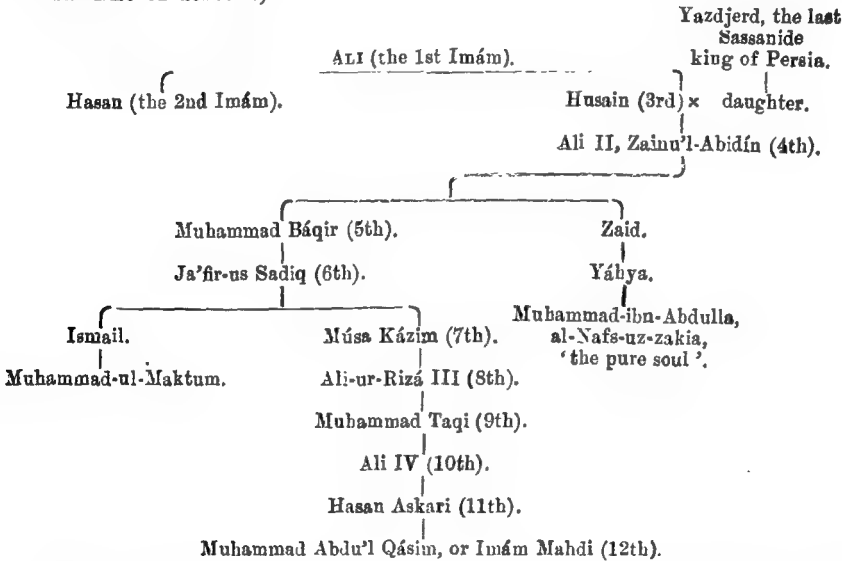 Yazdjerd, the last
Sassanide
king of Persia.
ALI (the 1st Imám).
Hasan (the 2nd Imám).
Husain (3rd) × daughter.
Ali II, Zainu'l-Abidín (4th).
Muhammad Báqir (5th).
Zaid.
Ja'fir-us Sadiq (6th).
Yáhya.
Ismail.
Músa Kázim (7th).
Muhammad-ibn-Abdulla,
al-Nafs-uz-zakia,
'the pure soul'.
Muhammad-ul-Maktum.
Ali-ur-Rizá III (8th).
Muhammad Taqi (9th).
Ali IV (10th).
Hasan Askari (11th).
Muhammad Abdu'l Qásim, or Imám Mahdi (12th).